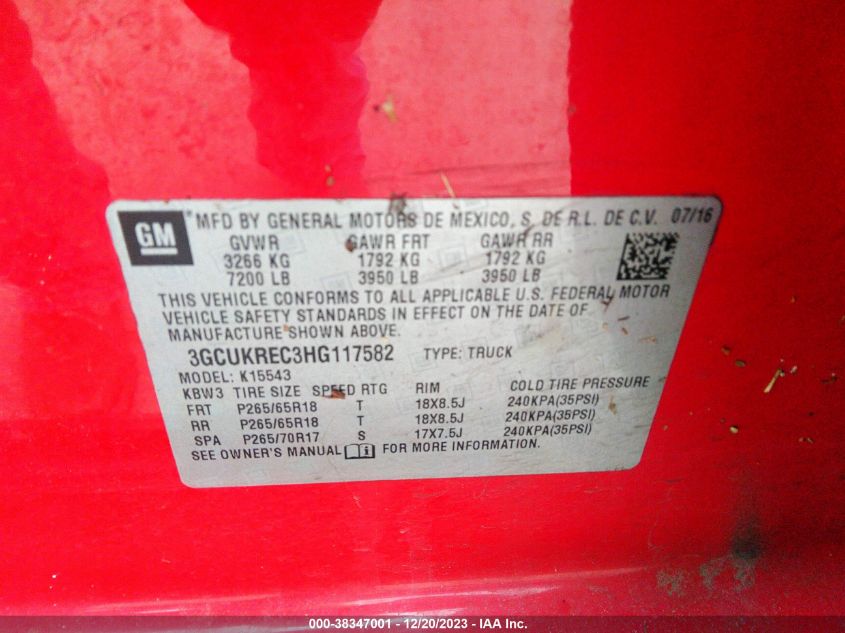 GM
MFD BY GENERAL MOTORS DE MEXICO, S. DE R.L. DE C.V. 07/16
GVWR GAWR FRT GAWR RR
3266 KG 1792 KG 1792 KG
7200 LB 3950 LB 3950 LB
THIS VEHICLE CONFORMS TO ALL APPLICABLE U.S. FEDERAL MOTOR
VEHICLE SAFETY STANDARDS IN EFFECT ON THE DATE OF
MANUFACTURE SHOWN ABOVE.
3GCUKREC3HG117582 TYPE: TRUCK
MODEL: K15543
KBW3 TIRE SIZE SPEED RTG RIM COLD TIRE PRESSURE
FRT P265/65R18 T 18X8.5J 240KPA(35PSI)
RR P265/65R18 T 18X8.5J 240KPA(35PSI)
SPA P265/70R17 S 17X7.5J 240KPA(35PSI)
SEE OWNER'S MANUAL FOR MORE INFORMATION.
000-38347001 - 12/20/2023 - IAA Inc.